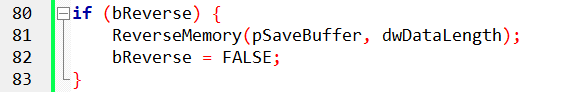 80 if (bReverse) {
81 ReverseMemory(pSaveBuffer, dwDataLength);
82 bReverse = FALSE;
83 }